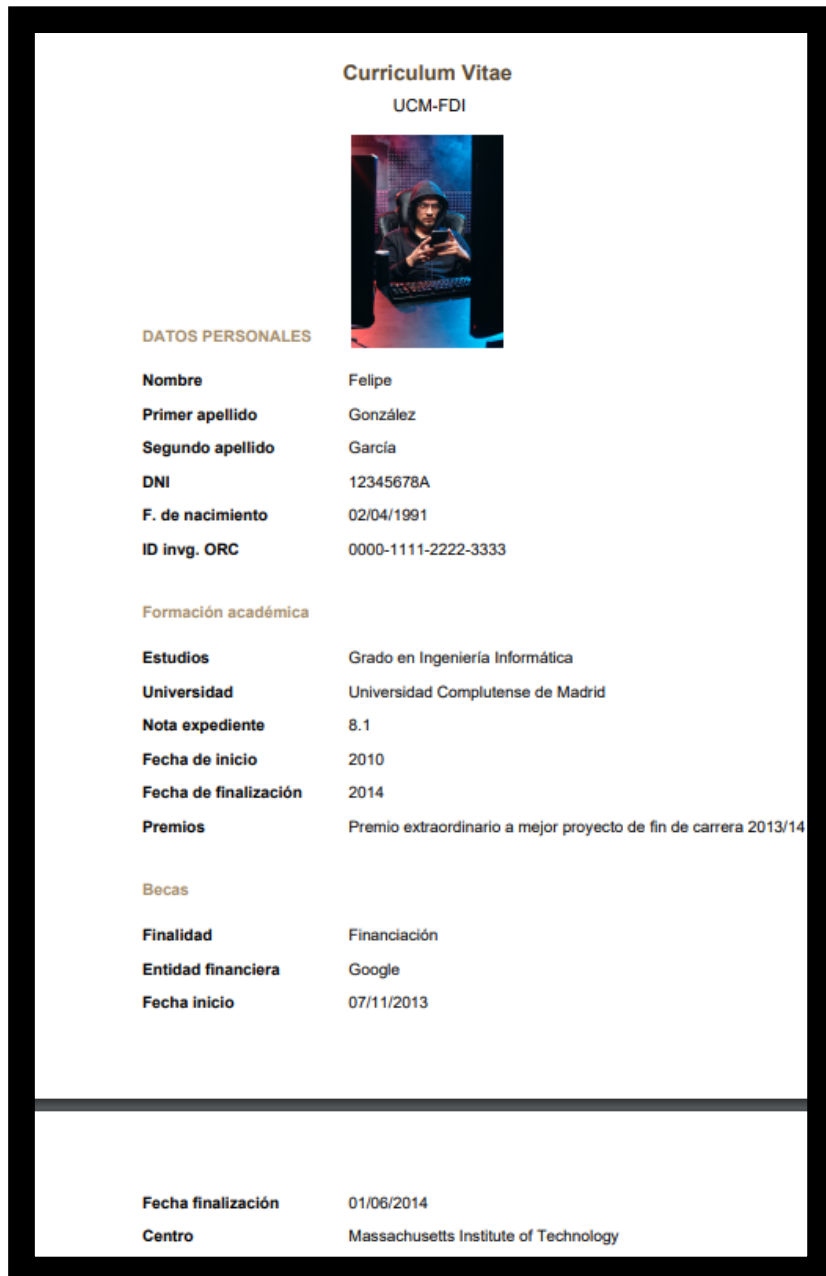 Curriculum Vitae
UCM-FDI
DATOS PERSONALES
Nombre Felipe
Primer apellido González
Segundo apellido García
DNI 12345678A
F. de nacimiento 02/04/1991
ID invg. ORC 0000-1111-2222-3333
Formación académica
Estudios Grado en Ingeniería Informática
Universidad Universidad Complutense de Madrid
Nota expediente 8.1
Fecha de inicio 2010
Fecha de finalización 2014
Premios Premio extraordinario a mejor proyecto de fin de carrera 2013/14
Becas
Finalidad Financiación
Entidad financiera Google
Fecha inicio 07/11/2013
Fecha finalización 01/06/2014
Centro Massachusetts Institute of Technology